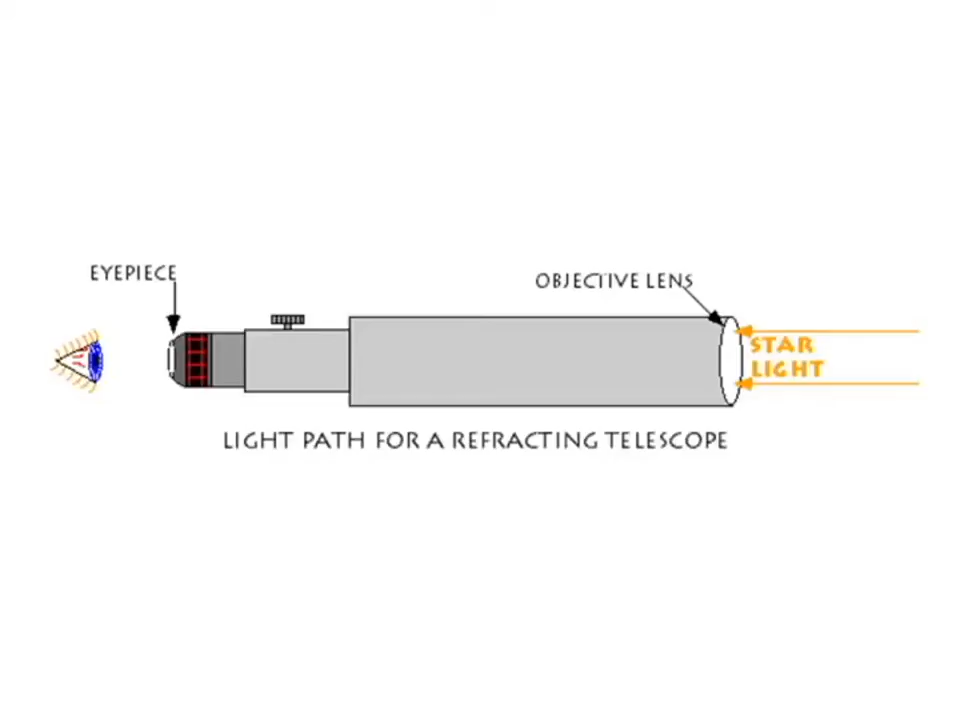 EYEPIECE
OBJECTIVE LENS
STAR
LIGHT
LIGHT PATH FOR A REFRACTING TELESCOPE